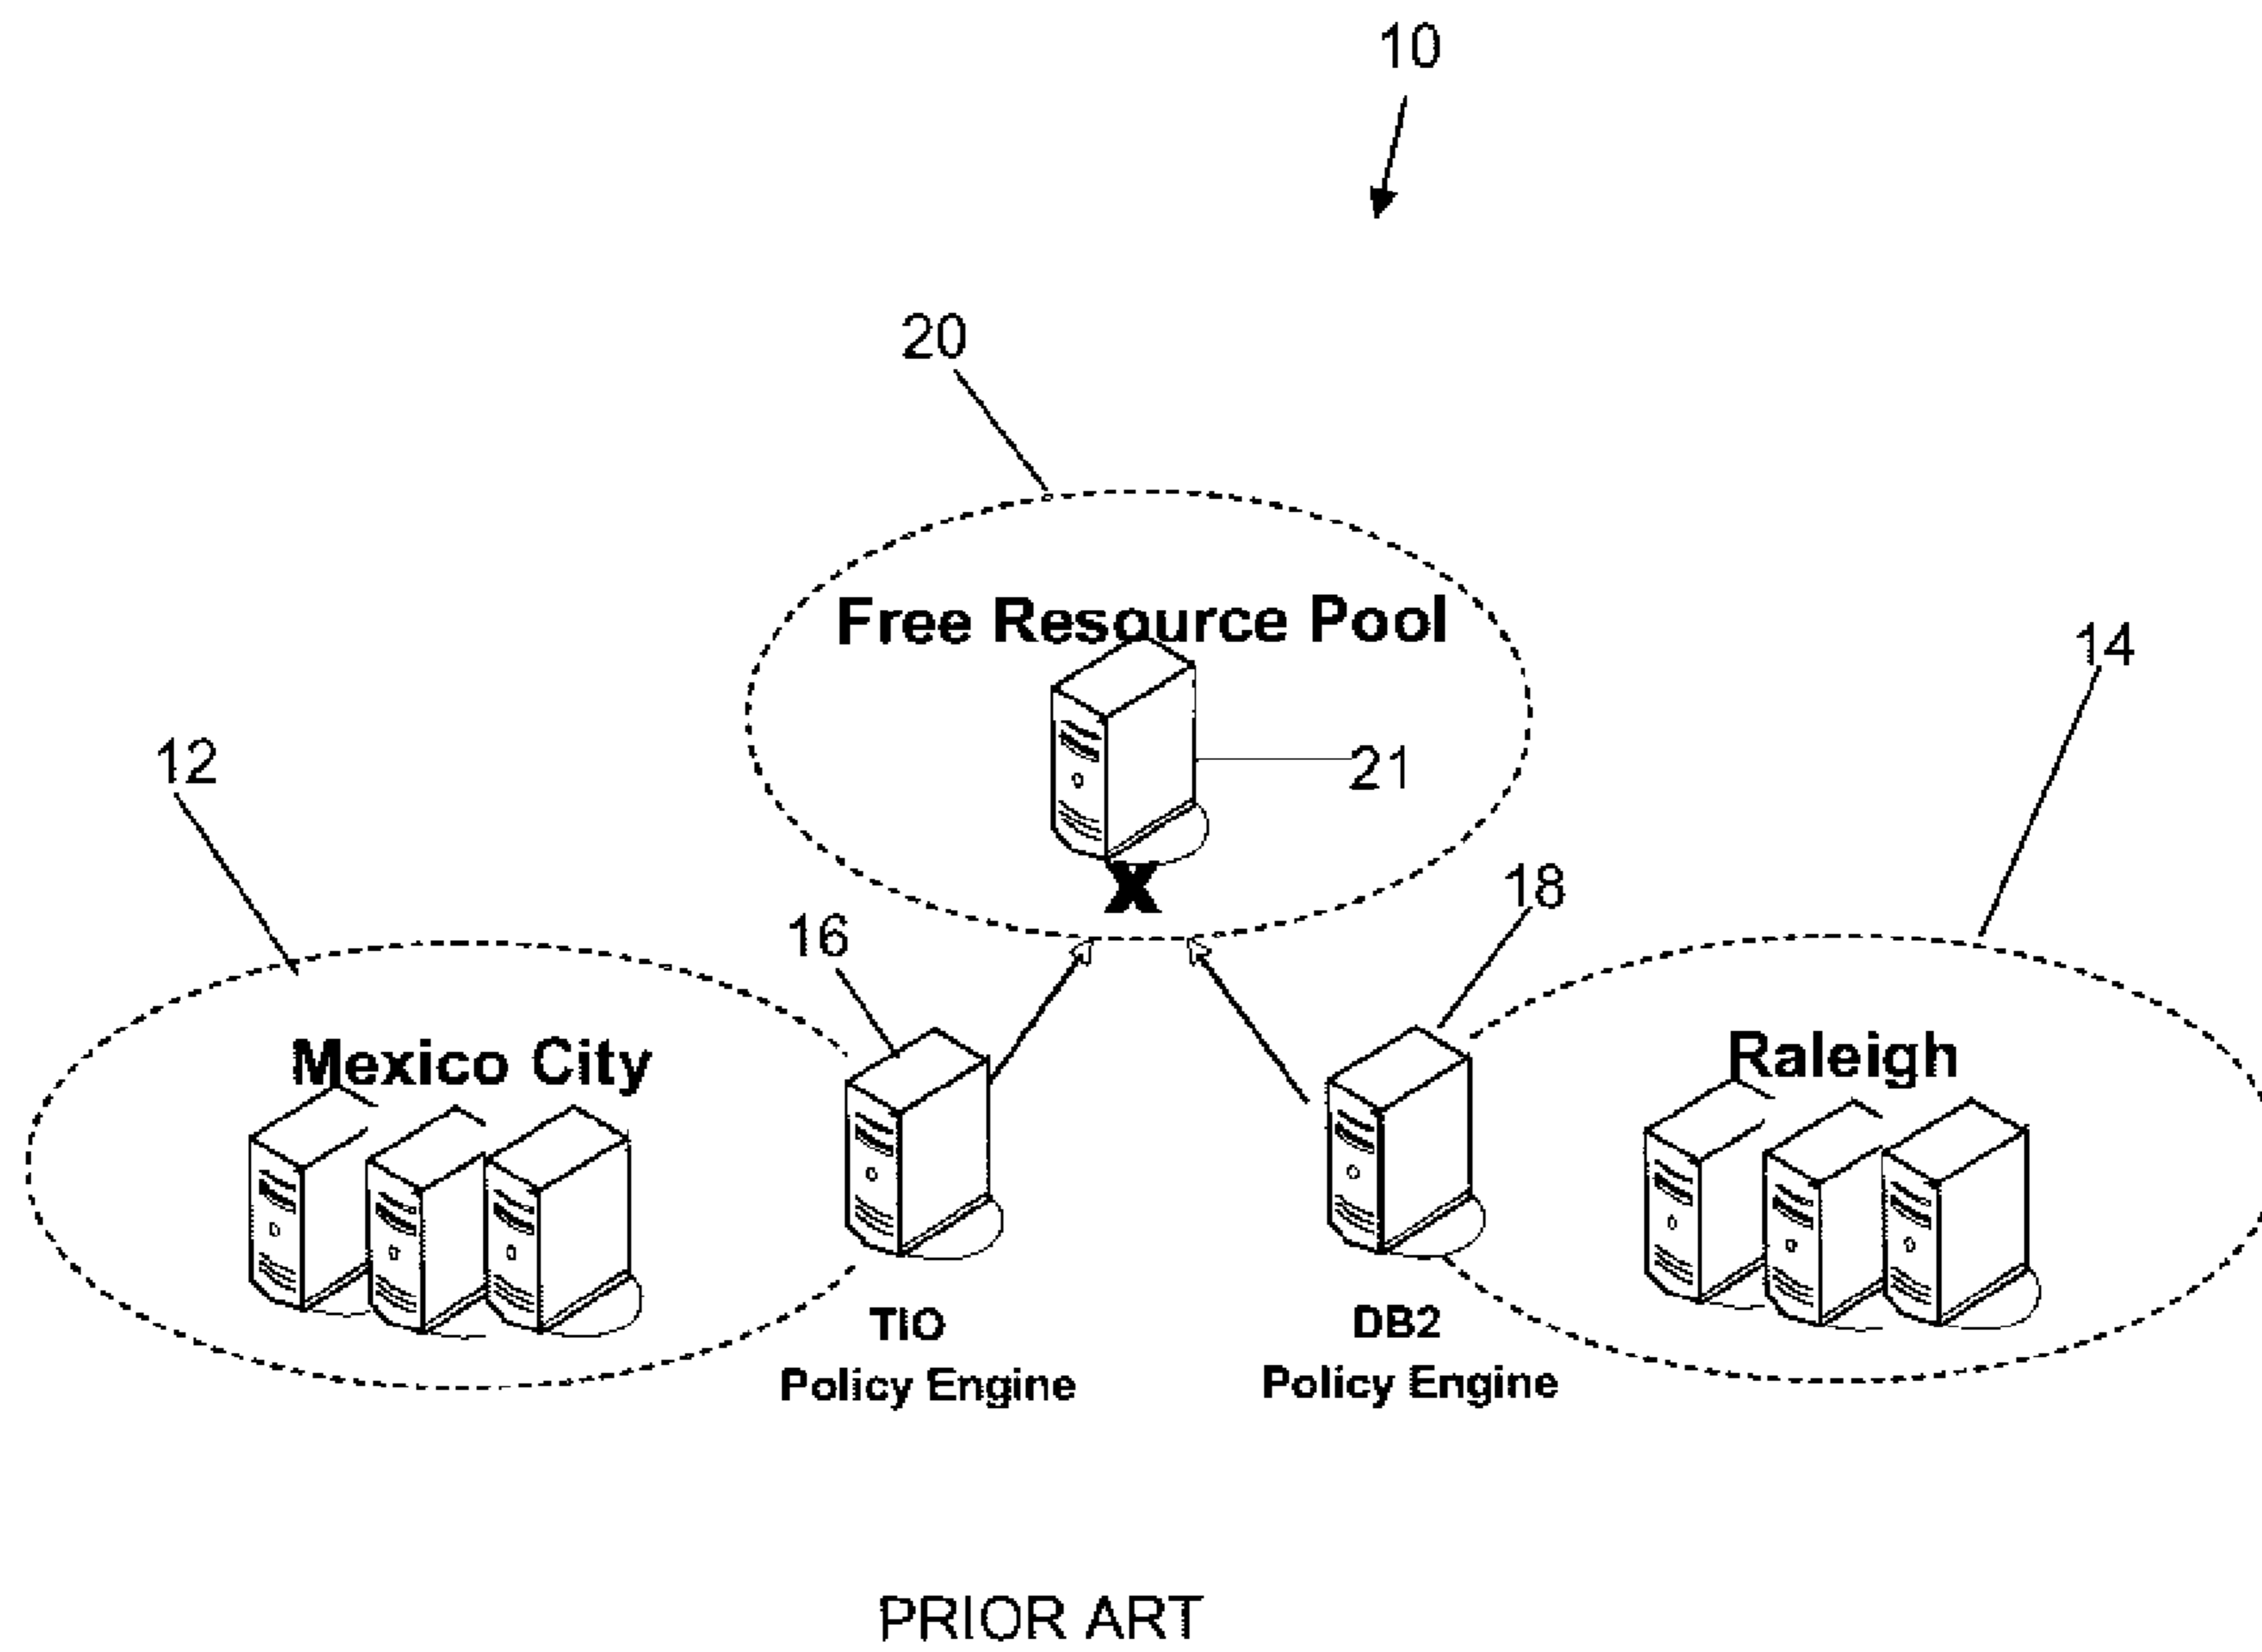 10
20
Free Resource Pool
14
12
21
X
18
16
Mexico City
Raleigh
TIO
Policy Engine
DB2
Policy Engine
PRIOR ART